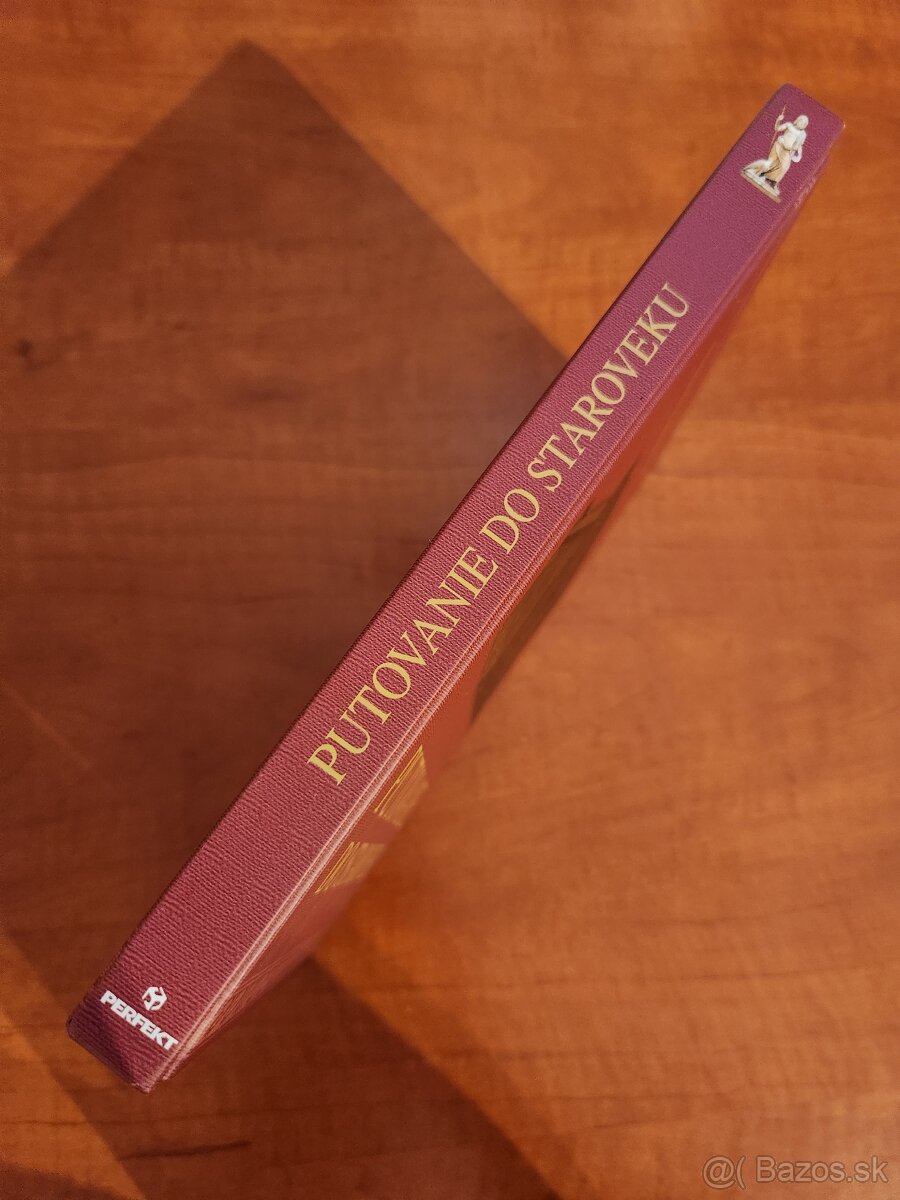 PUTOVANIE DO STAROVEKU
PERFEKT
@( Bazos.sk